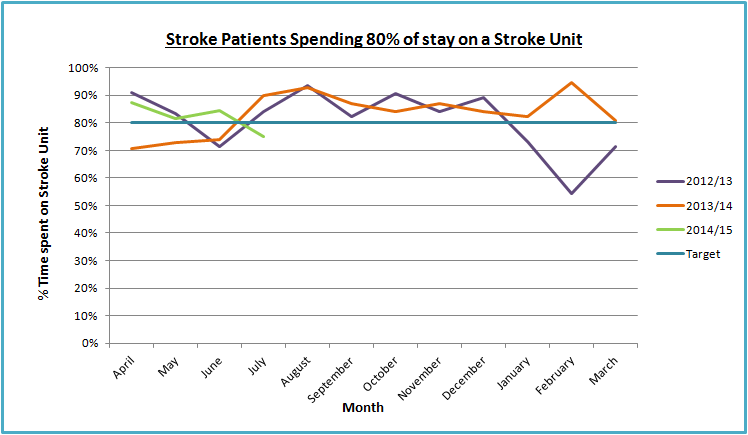 Stroke Patients Spending 80% of stay on a Stroke Unit
100%
90%
80%
70%
60%
50%
40%
30%
20%
10%
0%
% Time spent on Stroke Unit
April
May
June
July
August
September
October
November
December
January
February
March
Month
2012/13
2013/14
2014/15
Target